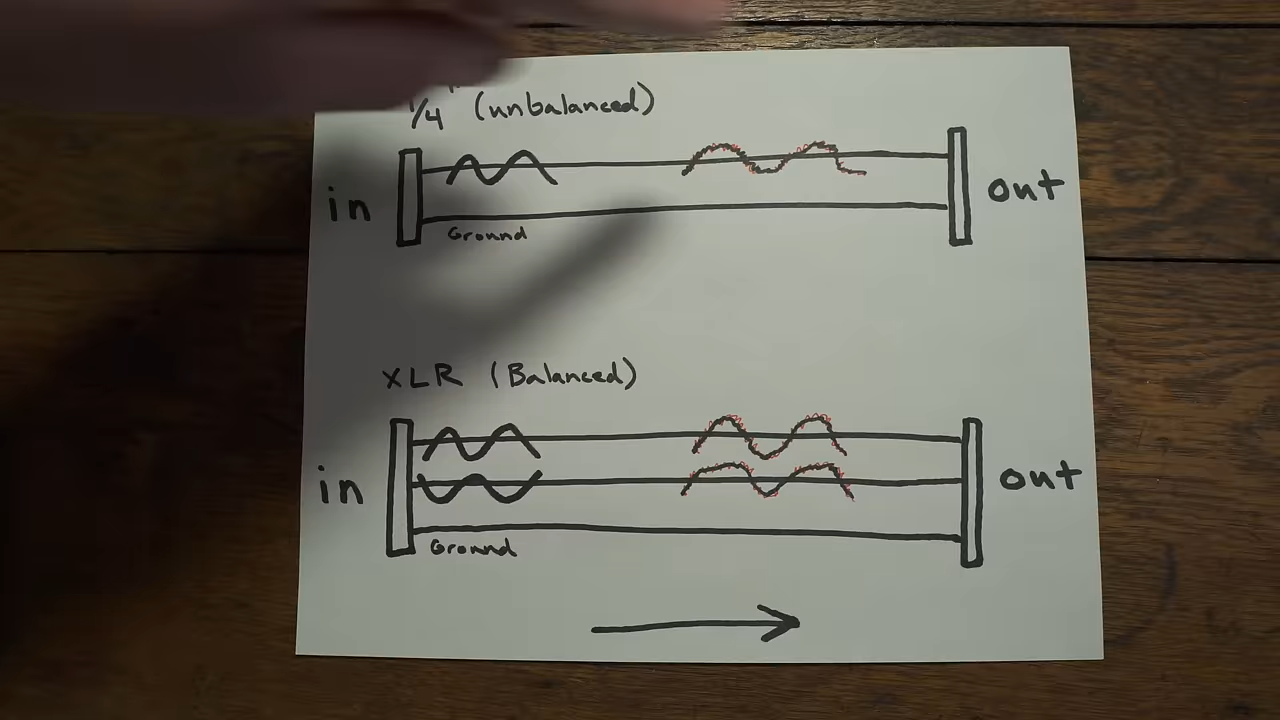 1/4" (unbalanced)
in
out
Ground
XLR (Balanced)
in
out
Ground